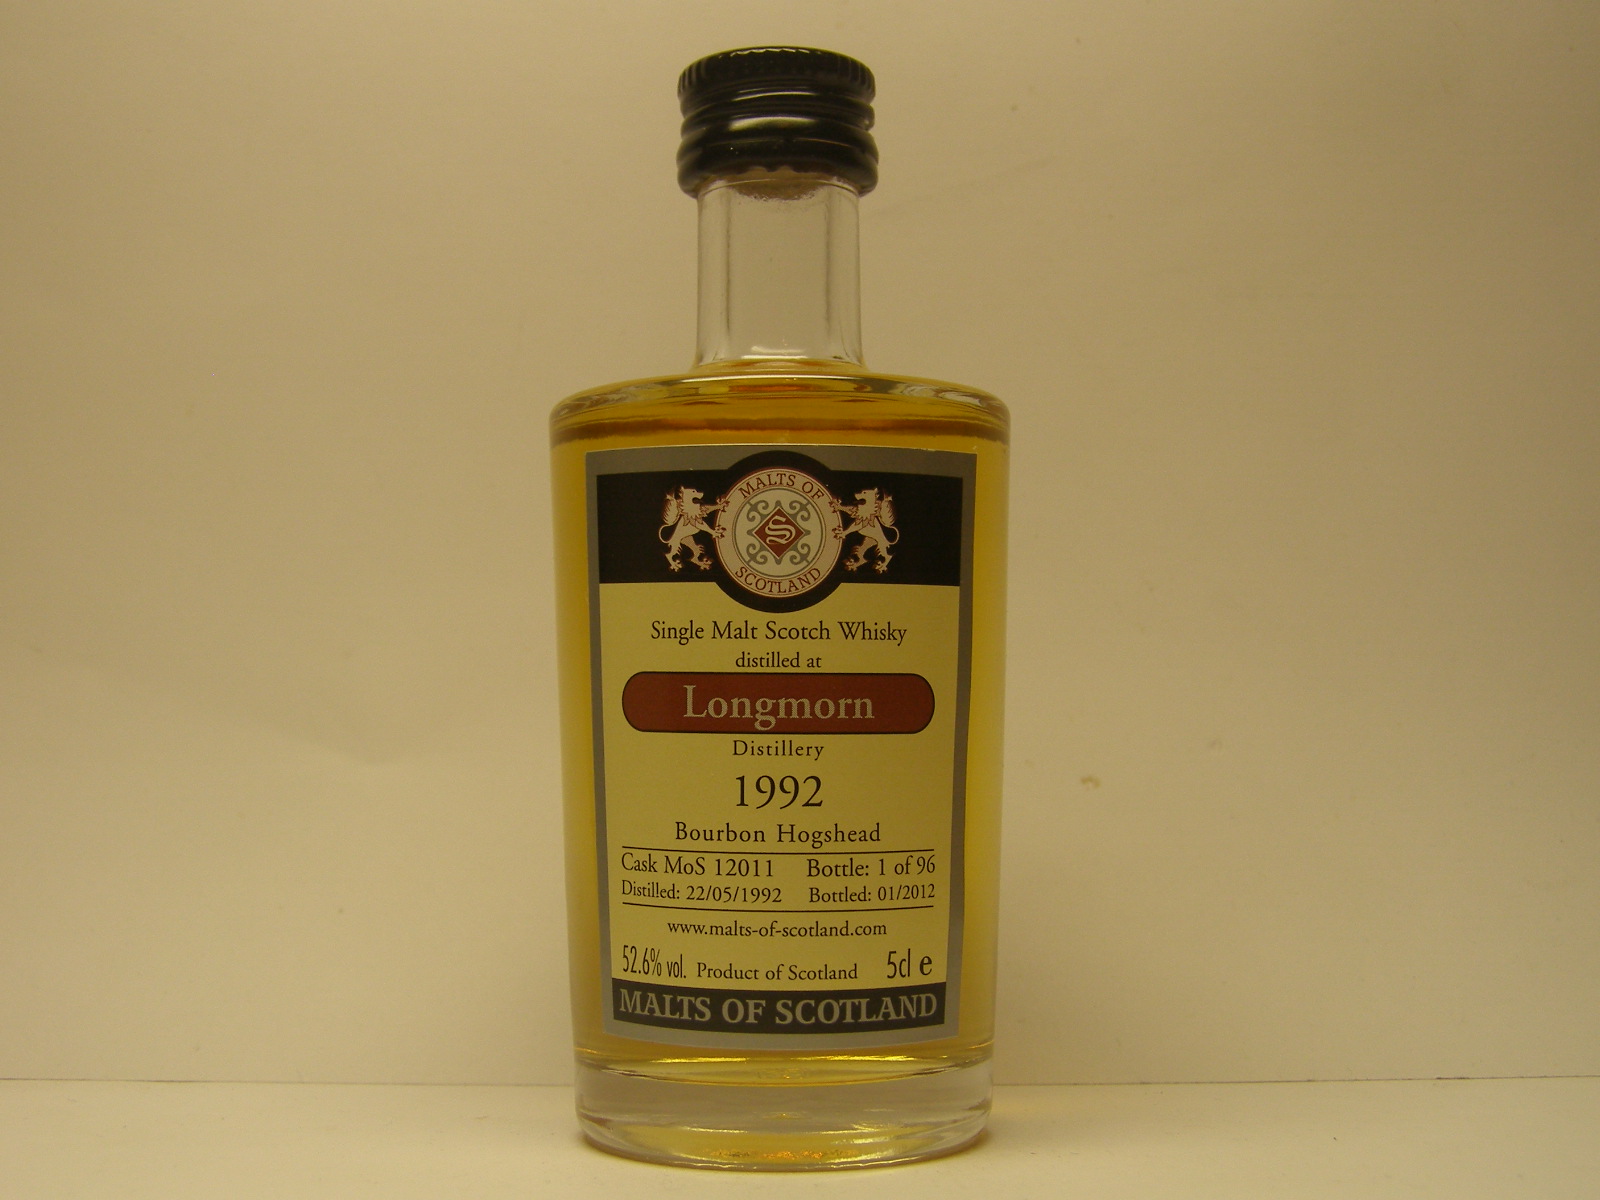 MALTS OF
S
SCOTLAND
Single Malt Scotch Whisky
distilled at
Longmorn
Distillery
1992
Bourbon Hogshead
Cask MoS 12011 Bottle: 1 of 96
Distilled: 22/05/1992 Bottled: 01/2012
www.malts-of-scotland.com
52.6% vol. Product of Scotland 5cl e
MALTS OF SCOTLAND